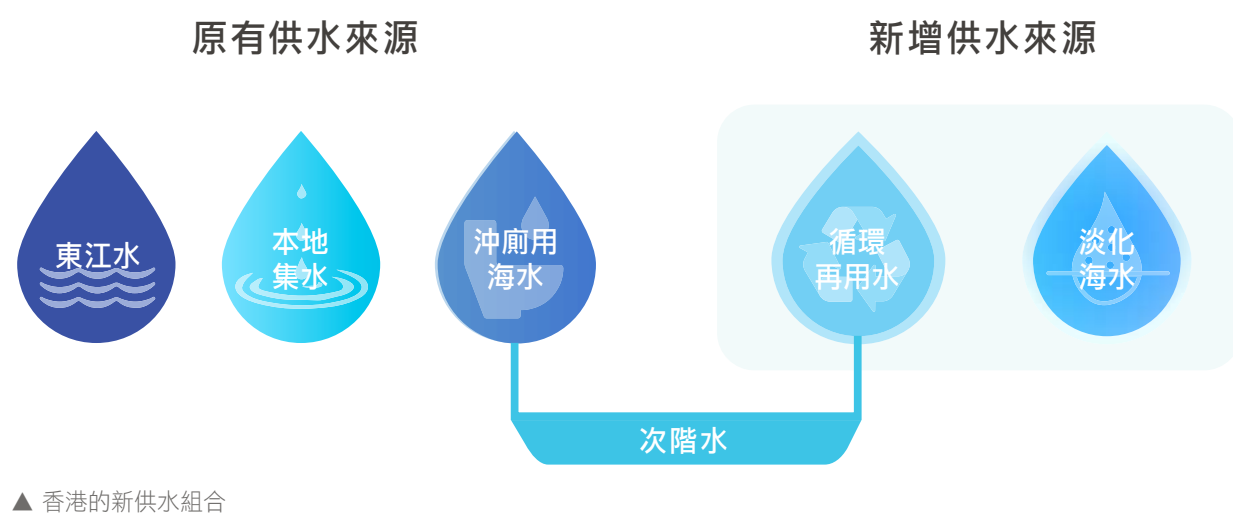 原有供水來源
新增供水來源
東江水
本地
集水
沖廁用
海水
循環
再用水
淡化
海水
次階水
▲ 香港的新供水組合